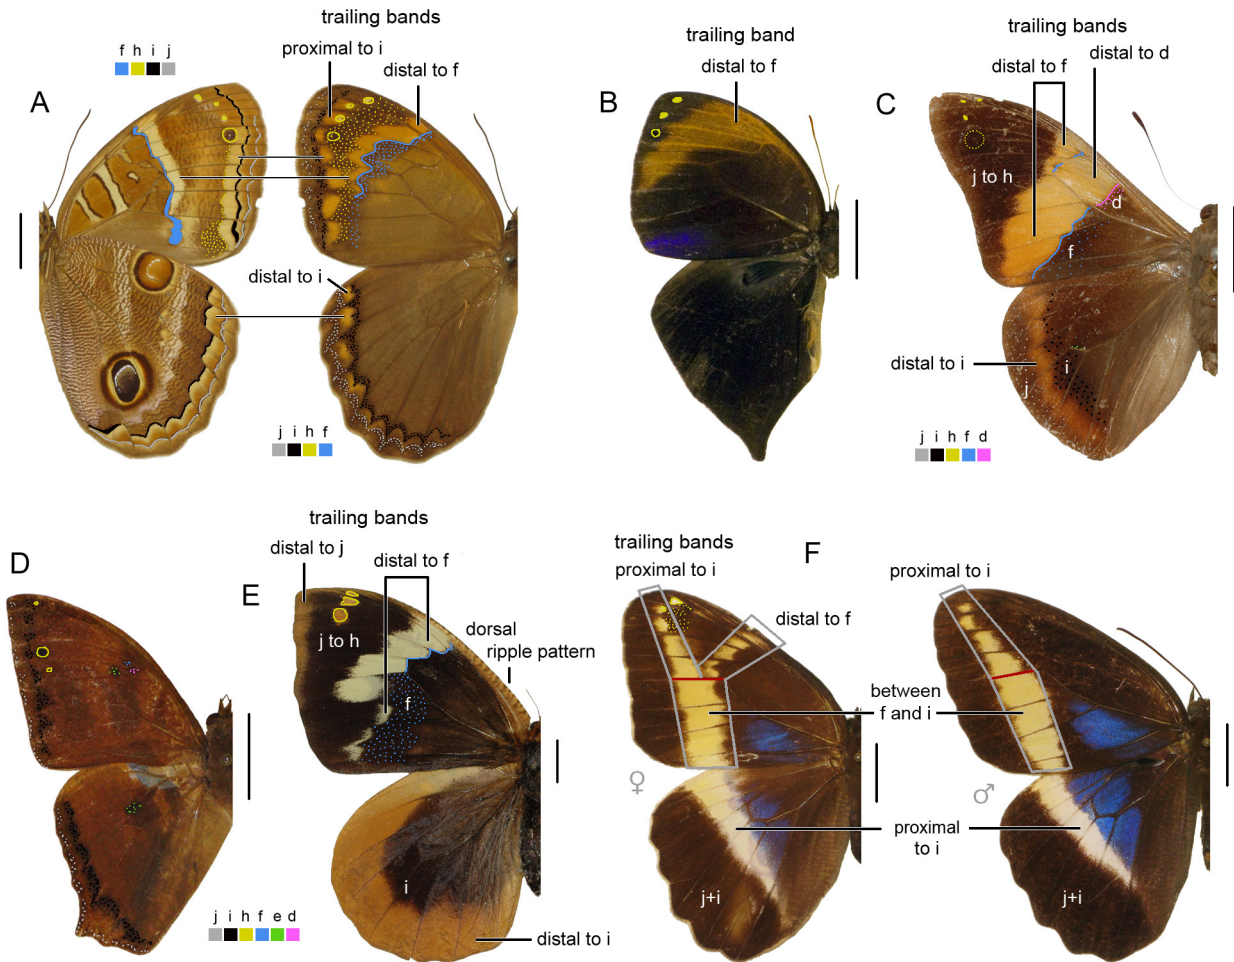 trailing bands
proximal to i
distal to f
f h i j
A
distal to i
j i h f
trailing band
distal to f
B
trailing bands
distal to d
distal to f
C
j to h
d
f
distal to i
i
j
j i h f d
D
j i h f e d
trailing bands
distal to j
distal to f
E
j to h
dorsal
ripple pattern
f
i
distal to i
trailing bands
proximal to i
distal to f
F
proximal to i
between
f and i
♀
♂
proximal
to i
j+i
j+i